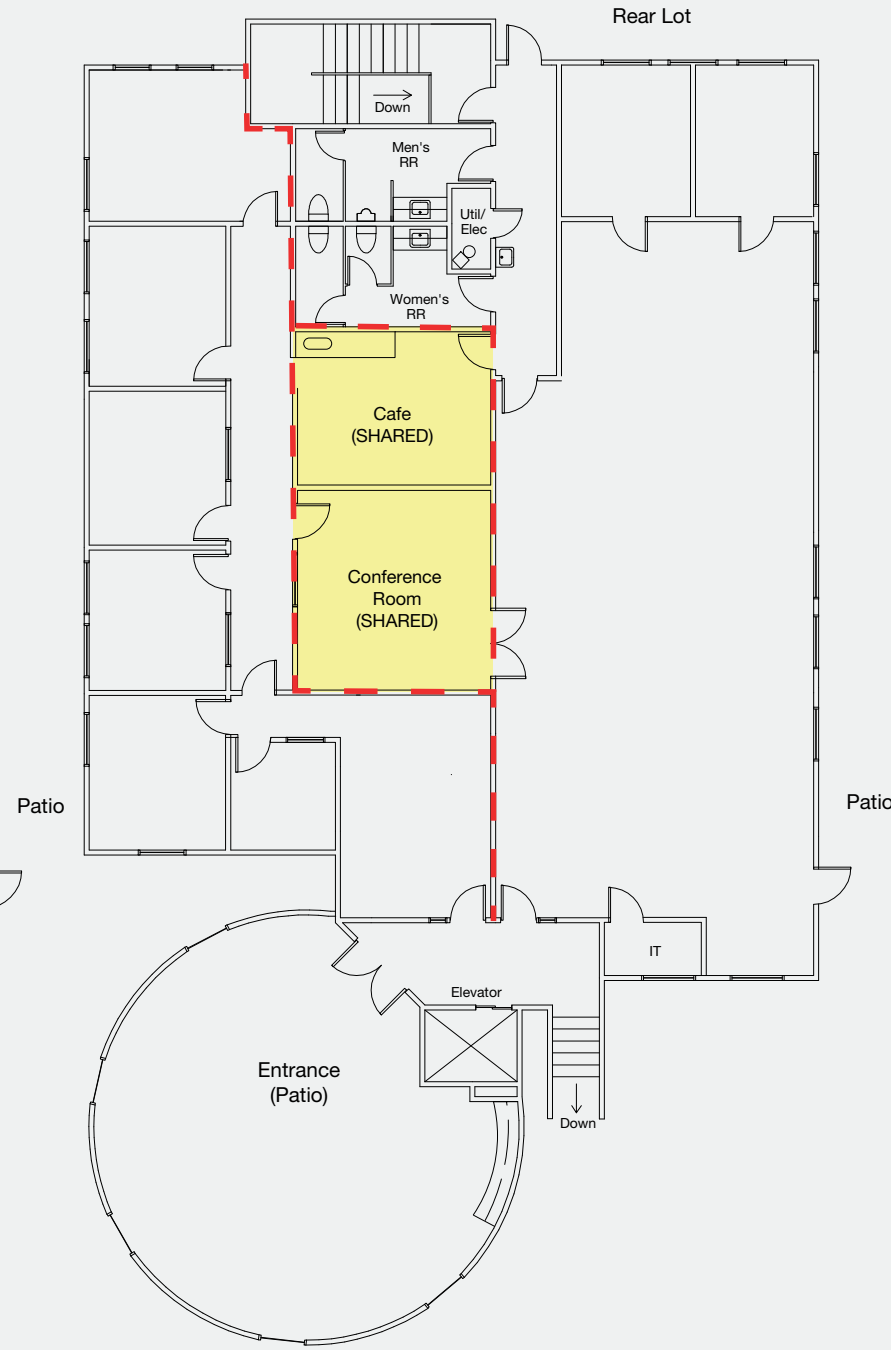 Rear Lot
Down
Men's
RR
Util/
Elec
Women's
RR
Cafe
(SHARED)
Conference
Room
(SHARED)
Patio
Patio
IT
Elevator
Entrance
(Patio)
Down